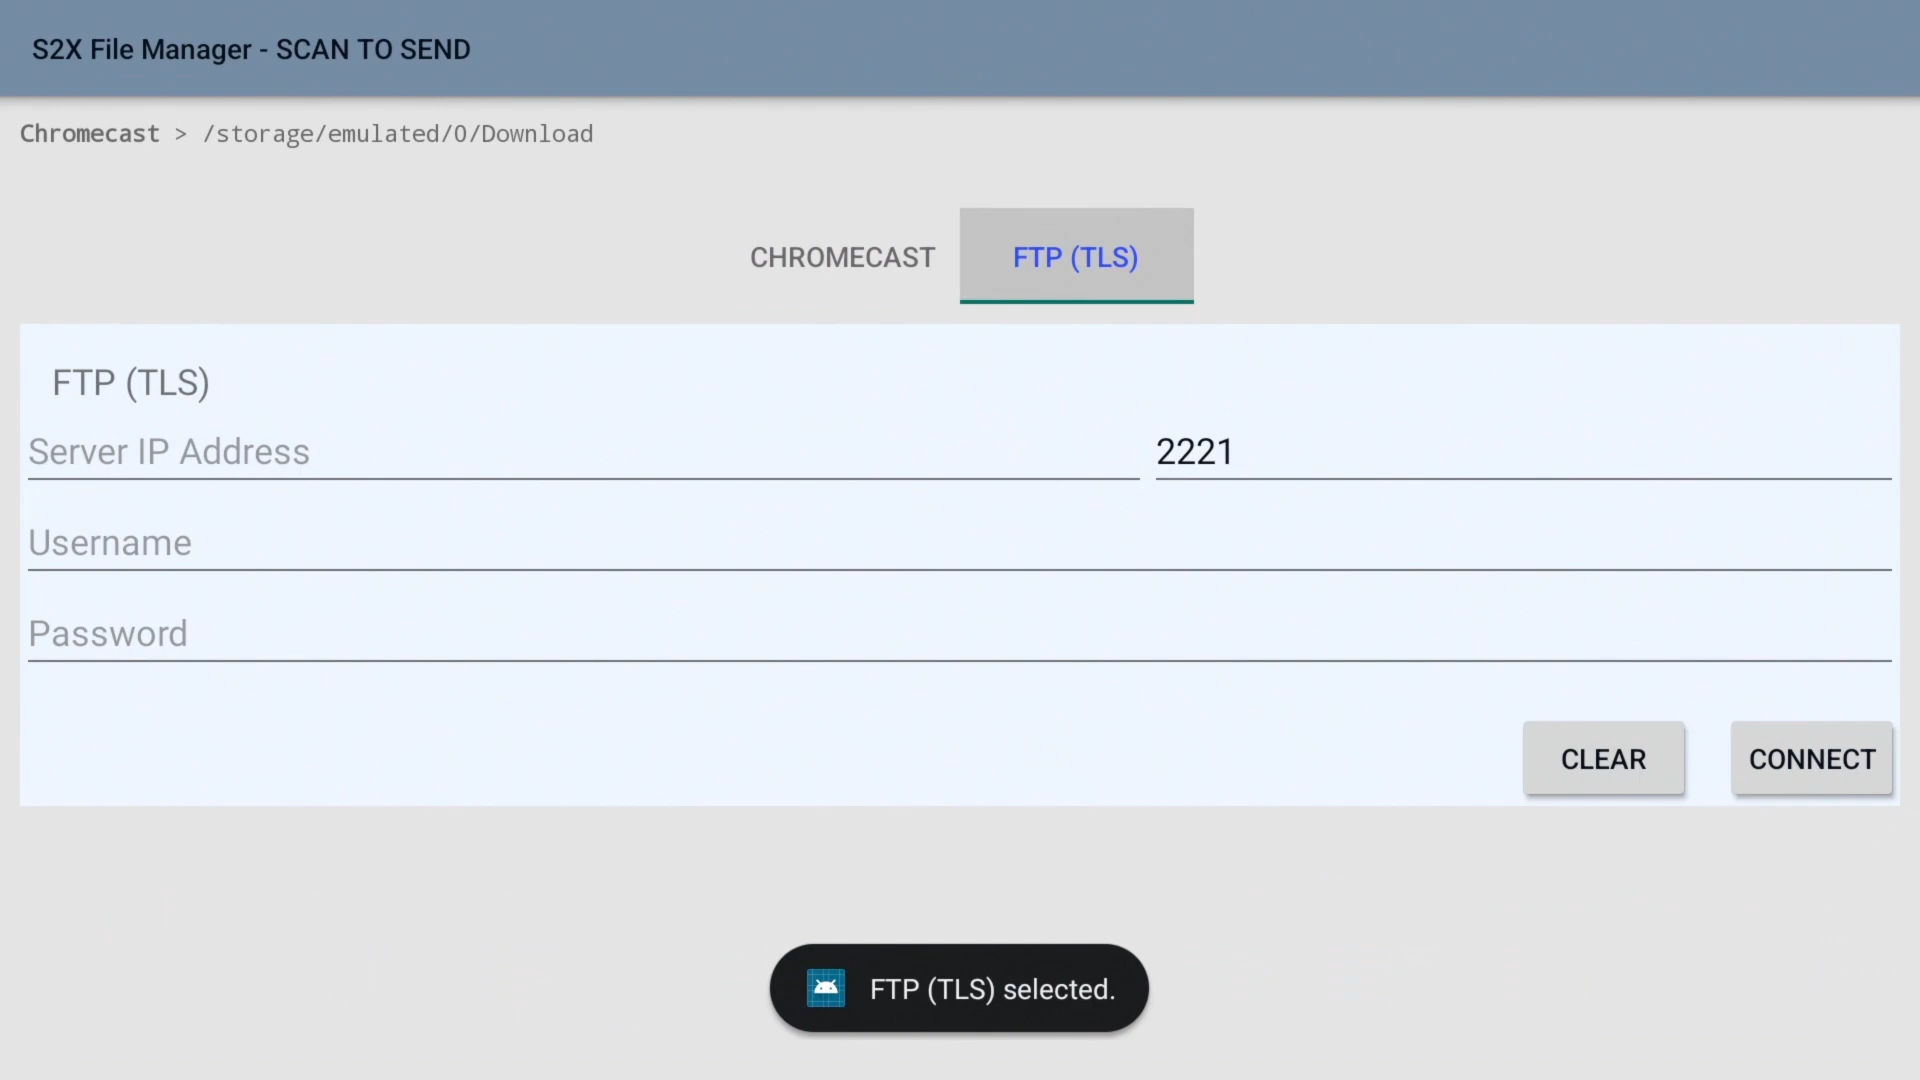 S2X File Manager - SCAN TO SEND
Chromecast > /storage/emulated/0/Download
CHROMECAST FTP (TLS)
FTP (TLS)
Server IP Address 2221
Username
Password
CLEAR CONNECT
FTP (TLS) selected.